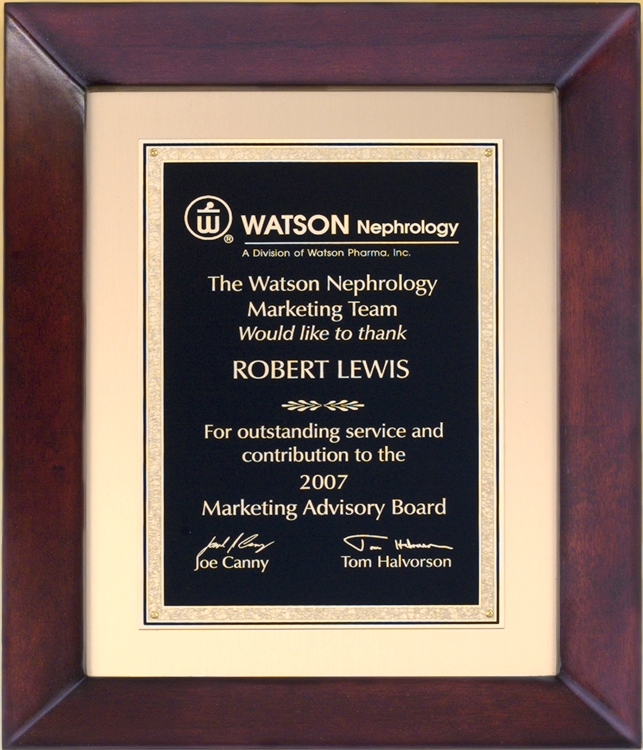 WATSON Nephrology
®
A Division of Watson Pharma, Inc.
The Watson Nephrology
Marketing Team
Would like to thank
ROBERT LEWIS
For outstanding service and
contribution to the
2007
Marketing Advisory Board
Joe Canny Tom Halvorson